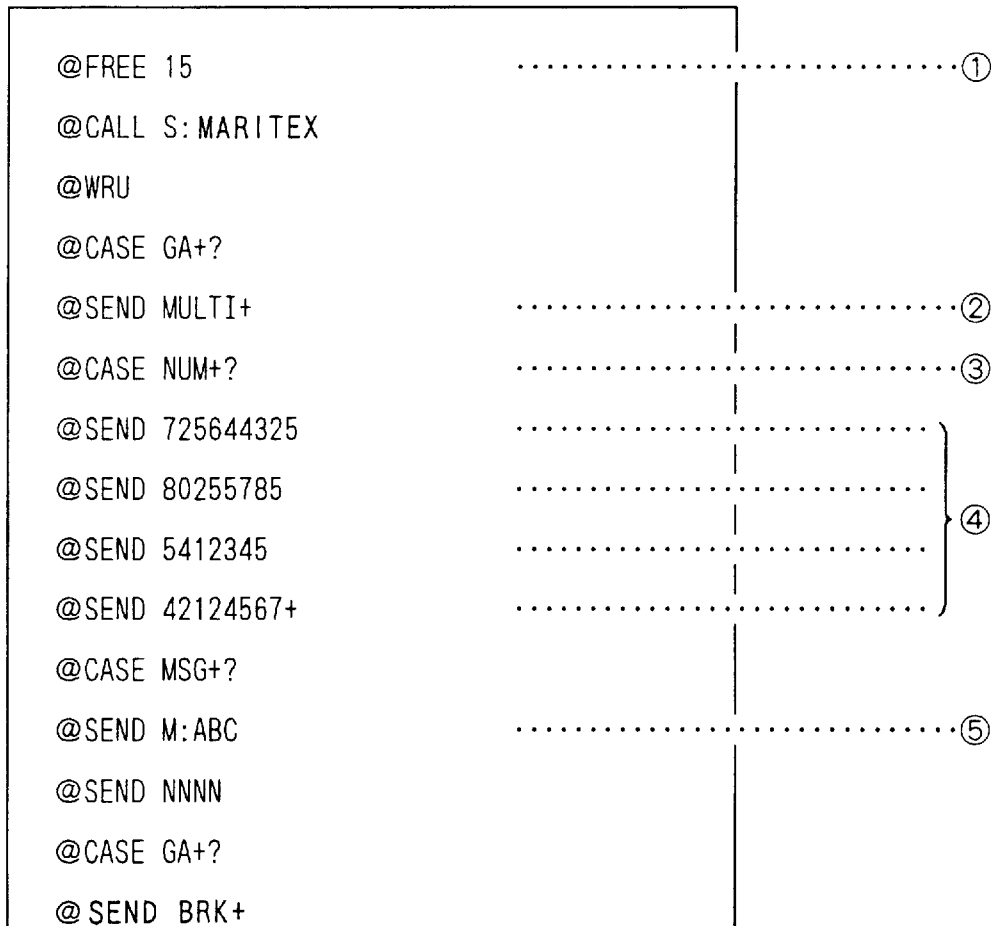 @FREE 15 ······························①
@CALL S:MARITEX
@WRU
@CASE GA+?
@SEND MULTI+ ······························②
@CASE NUM+? ······························③
@SEND 725644325 ····························
@SEND 80255785 ···························· ④
@SEND 5412345 ····························
@SEND 42124567+ ····························
@CASE MSG+?
@SEND M:ABC ······························⑤
@SEND NNNN
@CASE GA+?
@SEND BRK+